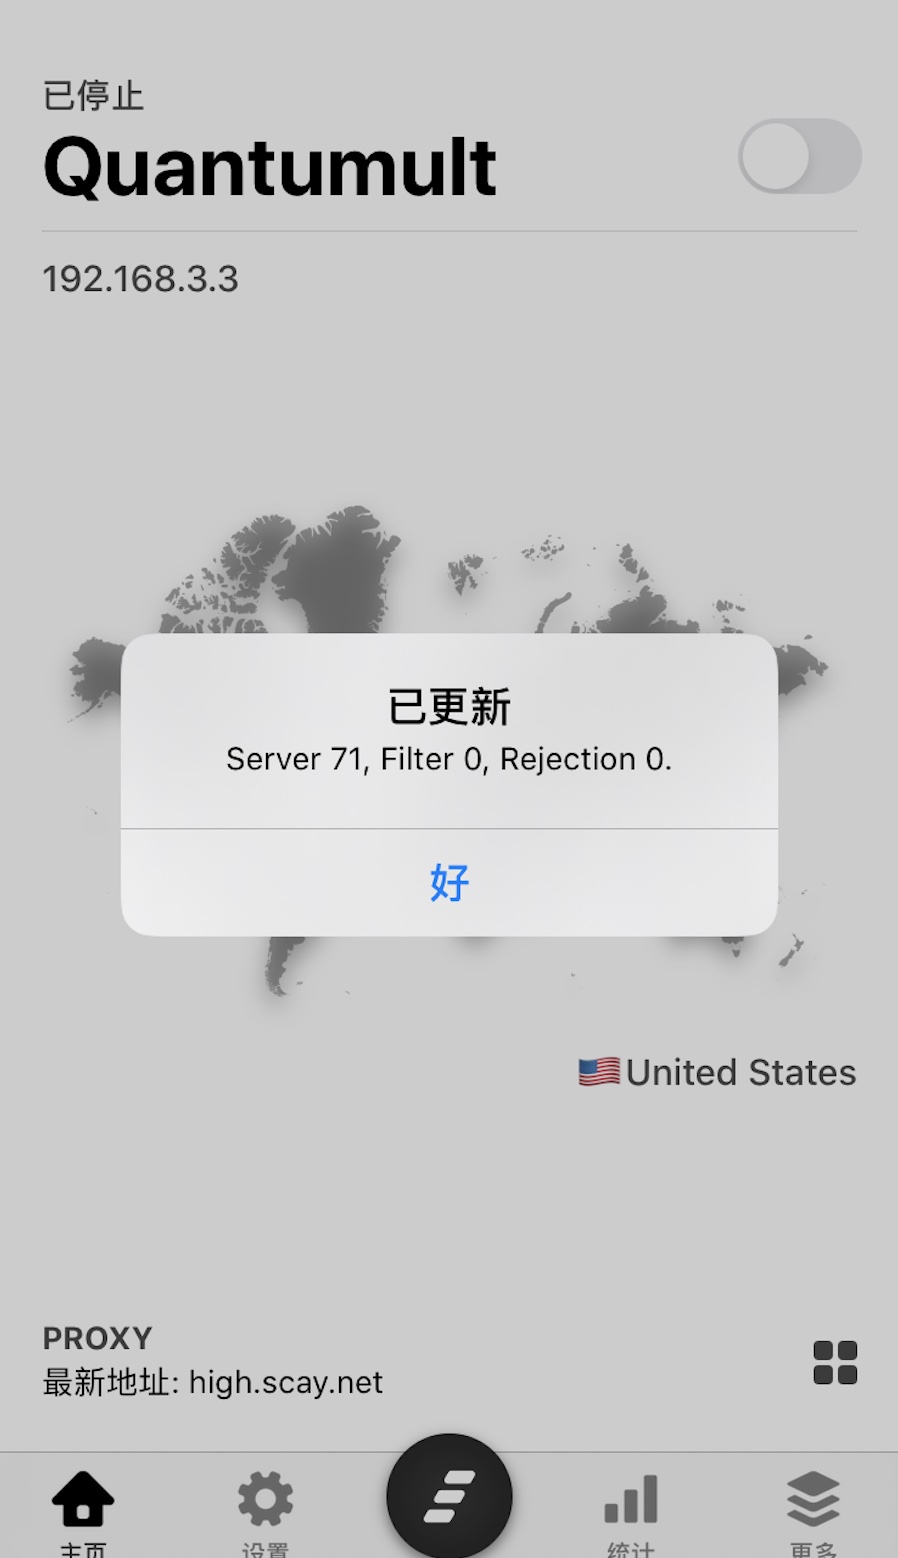 已停止
Quantumult
192.168.3.3
已更新
Server 71, Filter 0, Rejection 0.
好
🇺🇸United States
PROXY
最新地址: high.scay.net
主页
设置
统计
更多